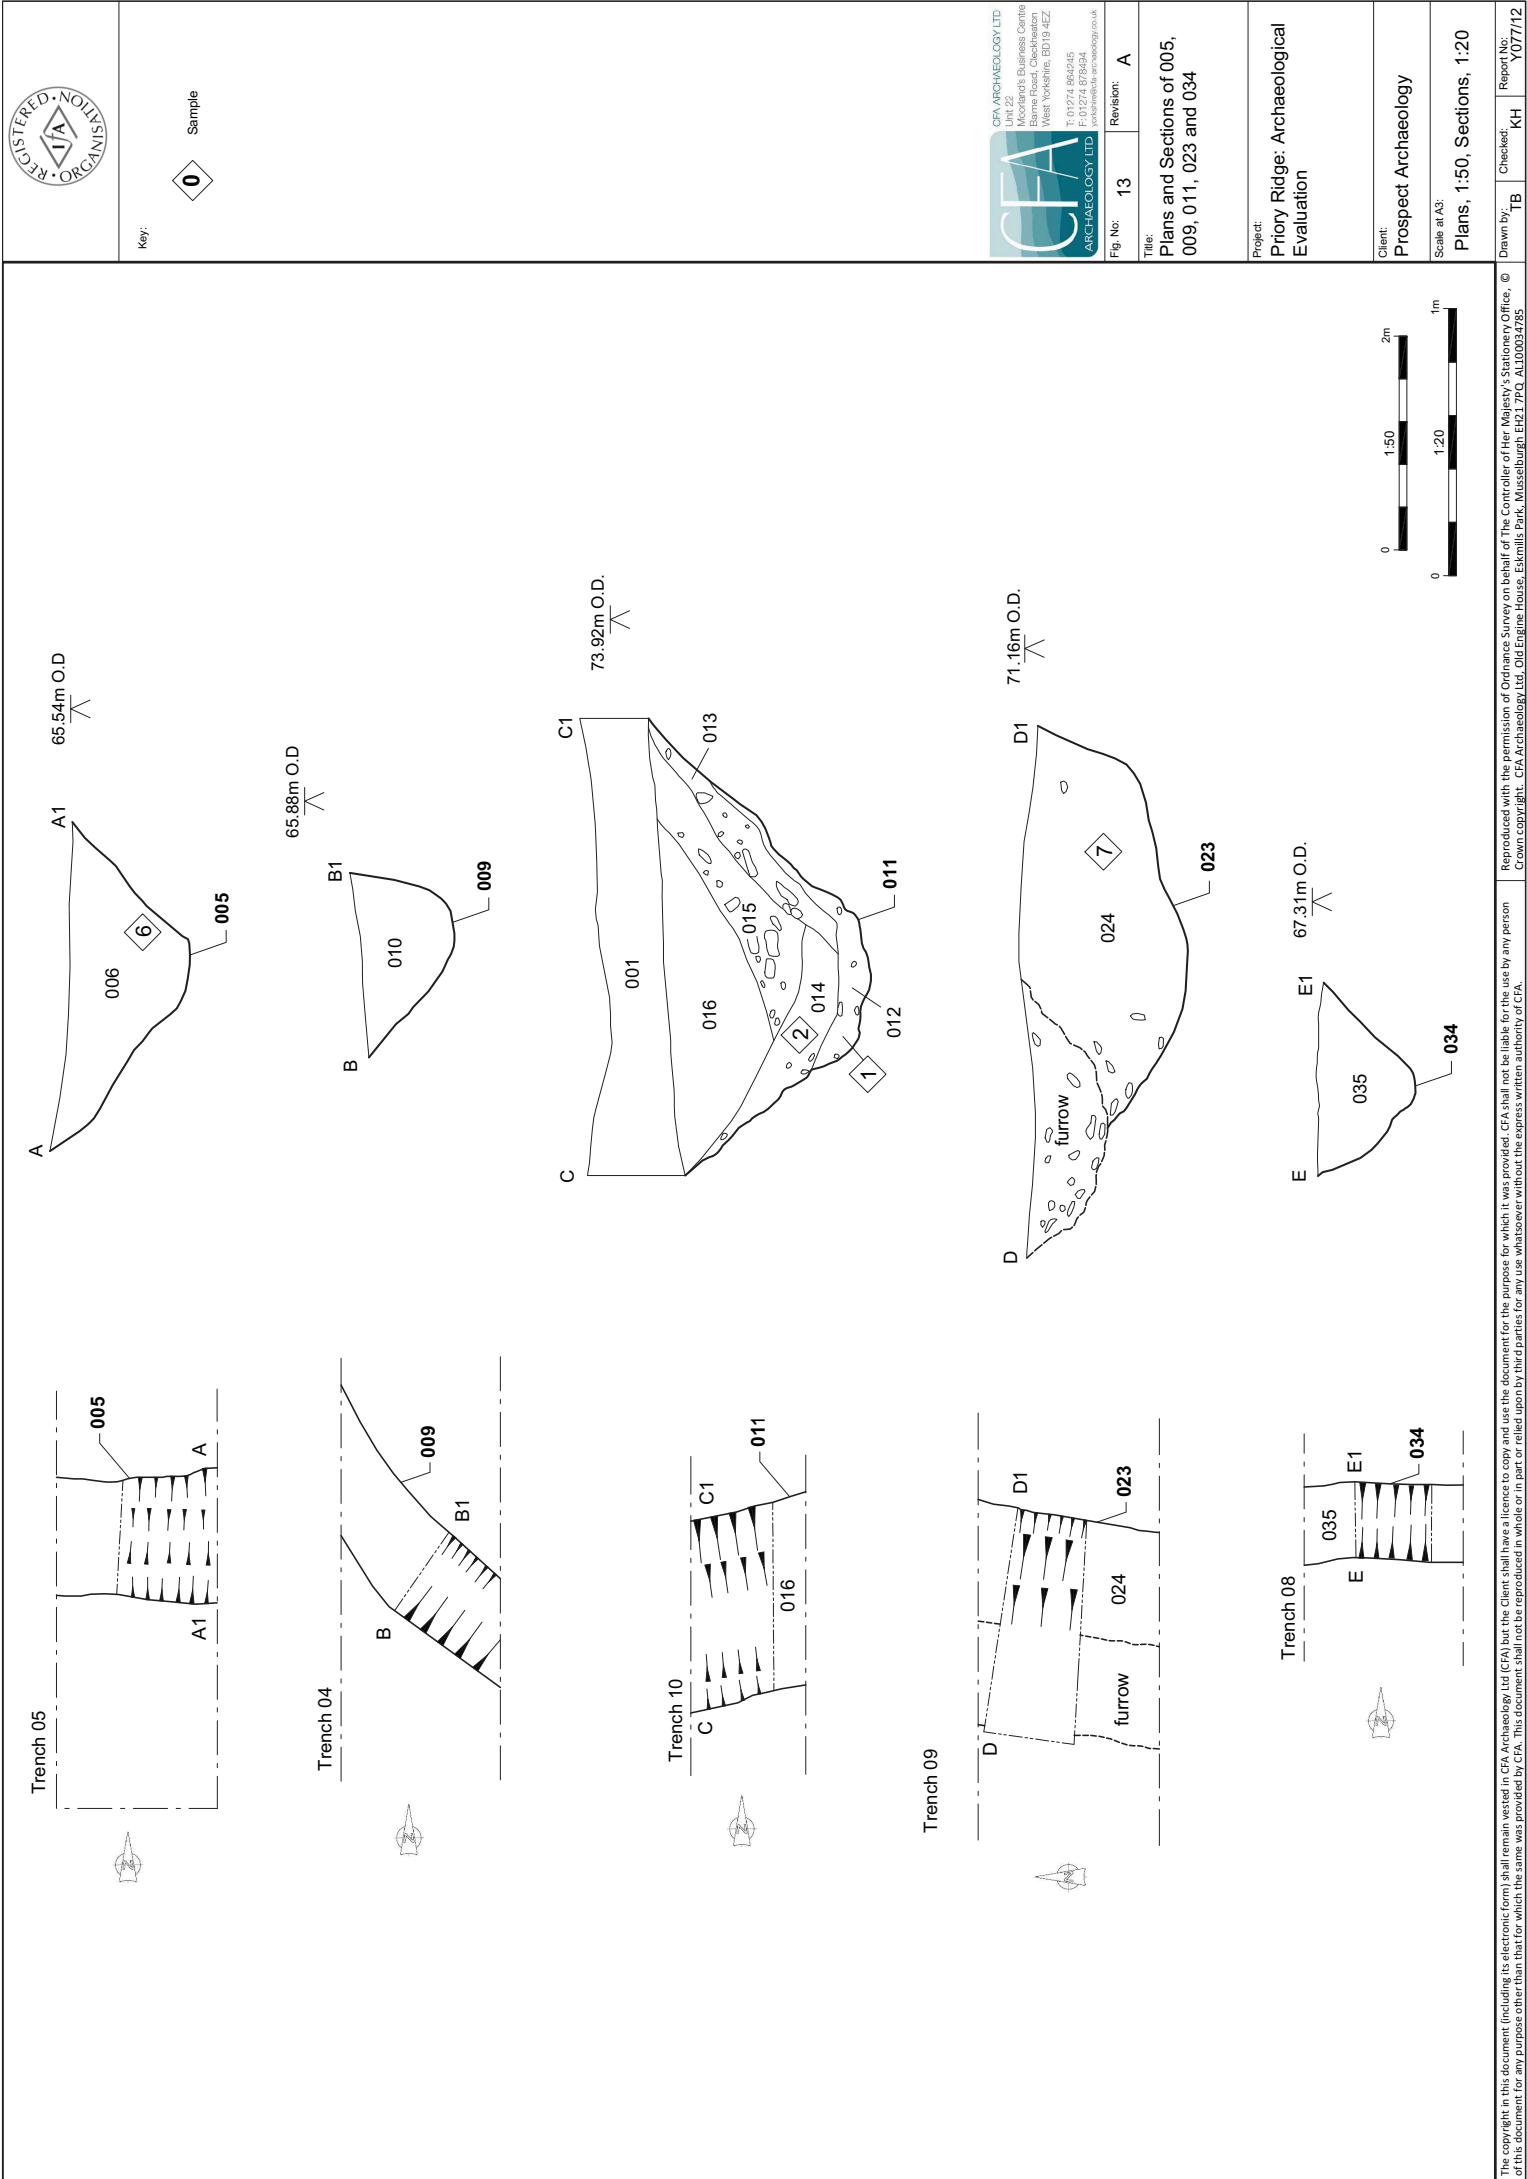 Trench 05
005
A
A1
A
A1
65.54m O.D
006
6
005
Trench 04
009
B
B1
B
B1
65.88m O.D
010
009
Trench 10
C
C1
011
016
C
C1
73.92m O.D.
001
016
015
013
014
2
1
012
011
Trench 09
D
D1
023
024
furrow
D
D1
71.16m O.D.
furrow
024
7
023
Trench 08
035
E
E1
034
E
E1
67.31m O.D.
035
034
0
1:50
2m
0
1:20
1m
REGISTERED · ORGANISATION ·
IfA
Key:
0
Sample
CFA
ARCHAEOLOGY LTD
CFA ARCHAEOLOGY LTD
Unit 22
Moorland's Business Centre
Balme Road, Cleckheaton
West Yorkshire, BD19 4EZ
T: 01274 864245
F: 01274 878494
yorkshire@cfa-archaeology.co.uk
Fig. No: 13
Revision: A
Title:
Plans and Sections of 005,
009, 011, 023 and 034
Project:
Priory Ridge: Archaeological
Evaluation
Client:
Prospect Archaeology
Scale at A3:
Plans, 1:50, Sections, 1:20
Drawn by: TB
Checked: KH
Report No: Y077/12
The copyright in this document (including its electronic form) shall remain vested in CFA Archaeology Ltd (CFA) but the Client shall have a licence to copy and use the document for the purpose for which it was provided. CFA shall not be liable for the use by any person
of this document for any purpose other than that for which the same was provided by CFA. This document shall not be reproduced in whole or in part or relied upon by third parties for any use whatsoever without the express written authority of CFA.
Reproduced with the permission of Ordnance Survey on behalf of The Controller of Her Majesty's Stationery Office, ©
Crown copyright. CFA Archaeology Ltd, Old Engine House, Eskmills Park, Musselburgh EH21 7PQ AL100034785